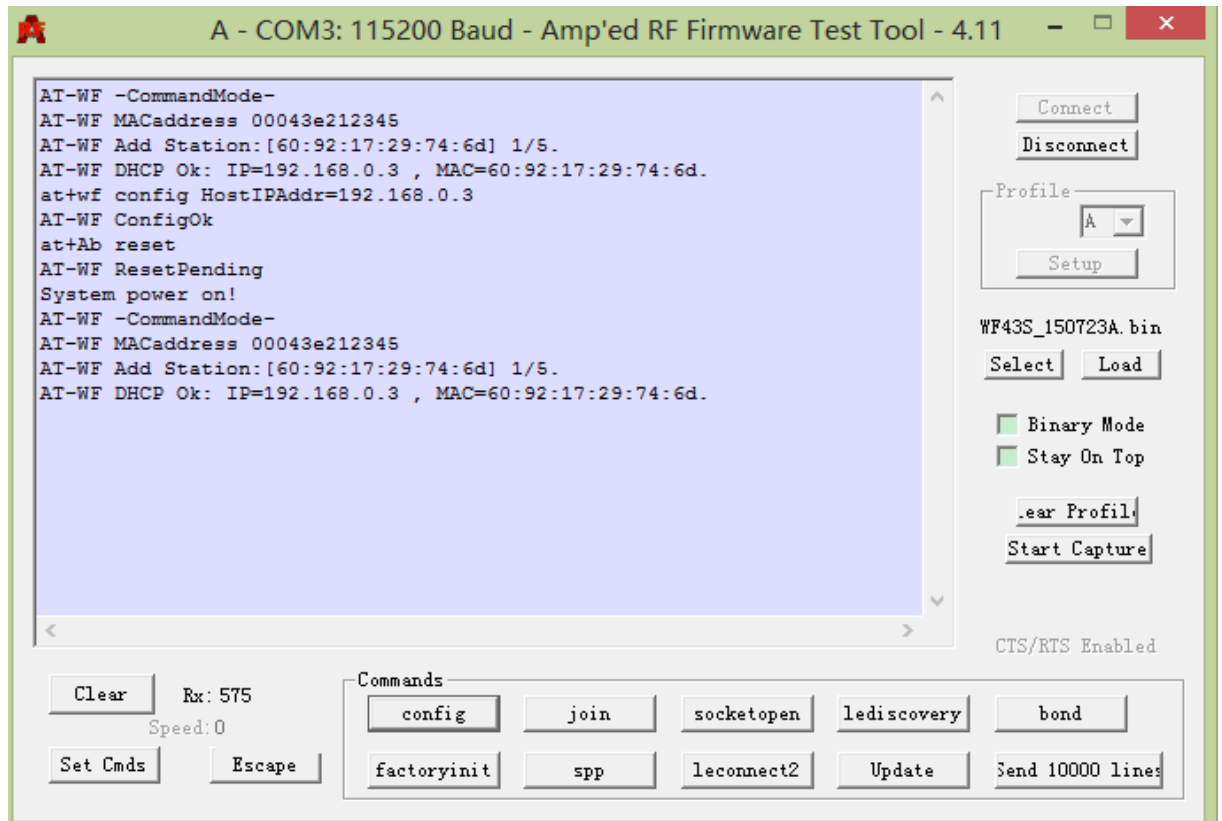 A - COM3: 115200 Baud - Amp'ed RF Firmware Test Tool - 4.11
AT-WF -CommandMode-
AT-WF MACaddress 00043e212345
AT-WF Add Station:[60:92:17:29:74:6d] 1/5.
AT-WF DHCP Ok: IP=192.168.0.3 , MAC=60:92:17:29:74:6d.
at+wf config HostIPAddr=192.168.0.3
AT-WF ConfigOk
at+Ab reset
AT-WF ResetPending
System power on!
AT-WF -CommandMode-
AT-WF MACaddress 00043e212345
AT-WF Add Station:[60:92:17:29:74:6d] 1/5.
AT-WF DHCP Ok: IP=192.168.0.3 , MAC=60:92:17:29:74:6d.
Connect
Disconnect
Profile
A
Setup
WF43S_150723A.bin
Select Load
Binary Mode
Stay On Top
.ear Profil
Start Capture
CTS/RTS Enabled
Clear Rx: 575
Speed: 0
Set Cmds Escape
Commands
config join socketopen lediscovery bond
factoryinit spp leconnect2 Update Send 10000 lines